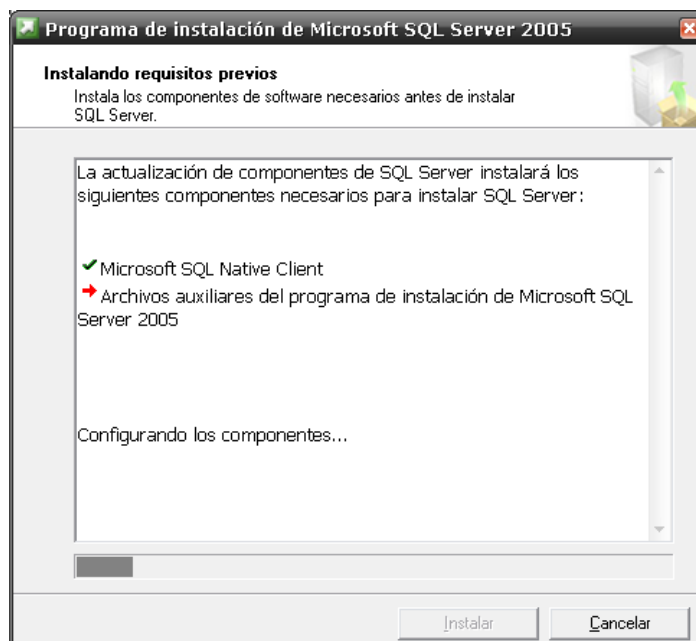 Programa de instalación de Microsoft SQL Server 2005
Instalando requisitos previos
Instala los componentes de software necesarios antes de instalar
SQL Server.
La actualización de componentes de SQL Server instalará los
siguientes componentes necesarios para instalar SQL Server:
Microsoft SQL Native Client
Archivos auxiliares del programa de instalación de Microsoft SQL
Server 2005
Configurando los componentes...
Instalar
Cancelar